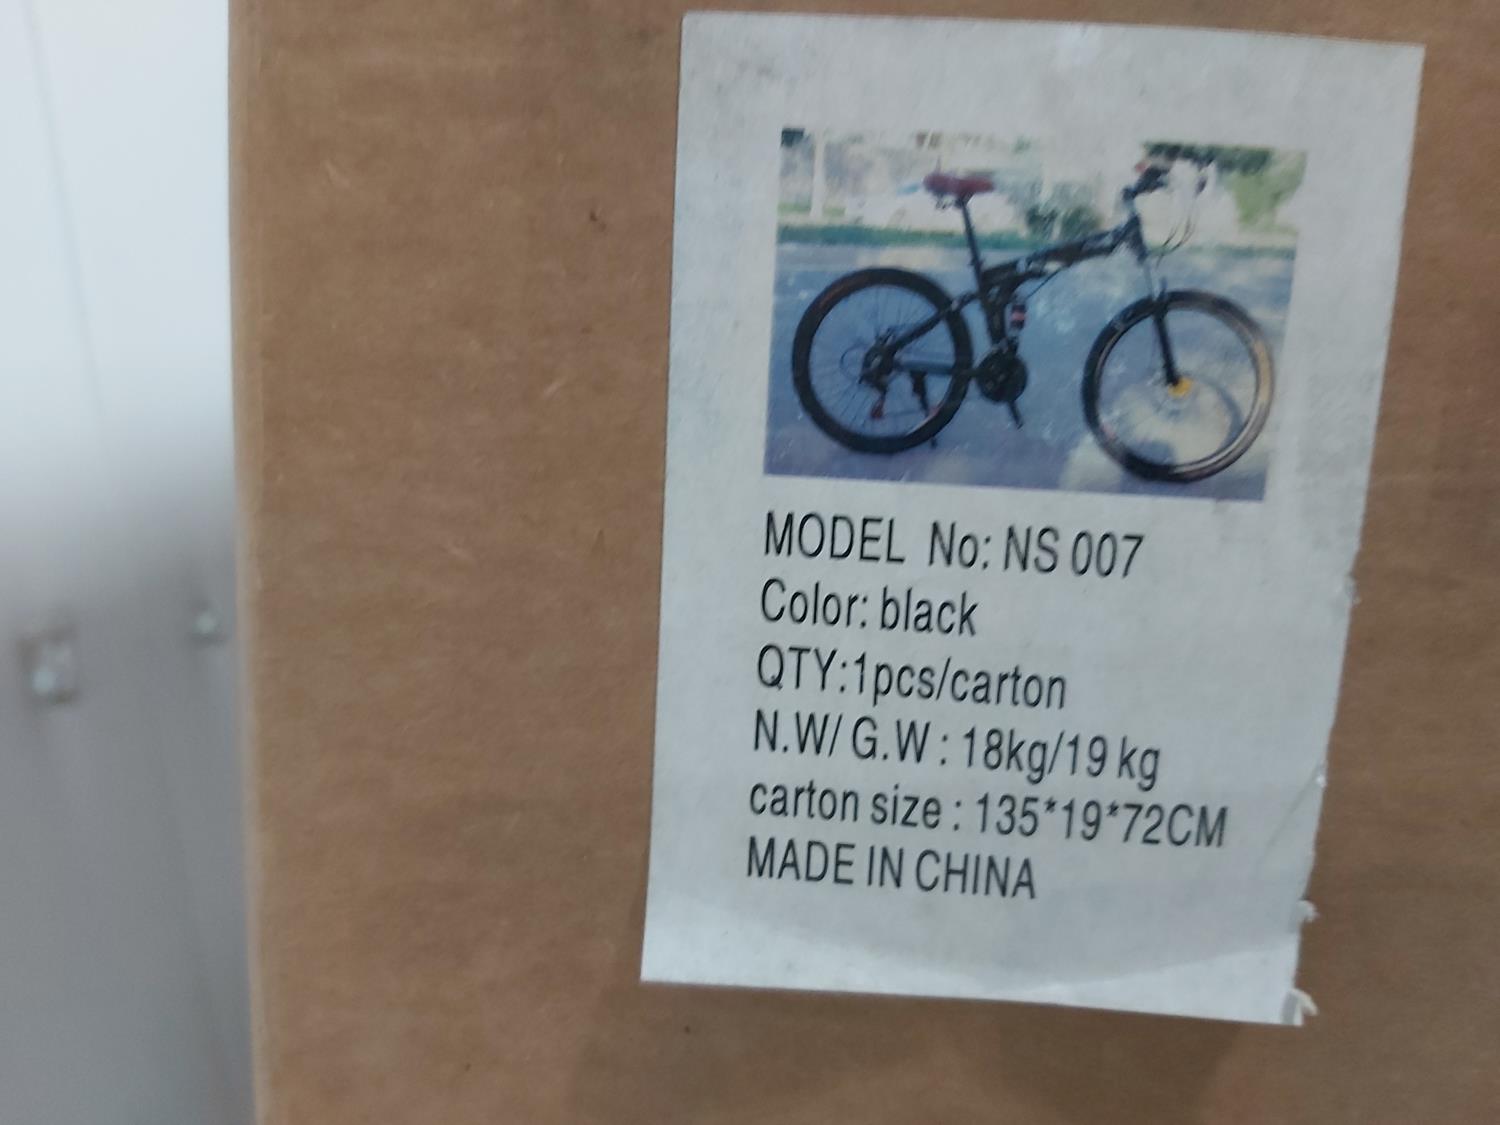 MODEL No: NS 007
Color: black
QTY:1pcs/carton
N.W/ G.W : 18kg/19 kg
carton size : 135*19*72CM
MADE IN CHINA